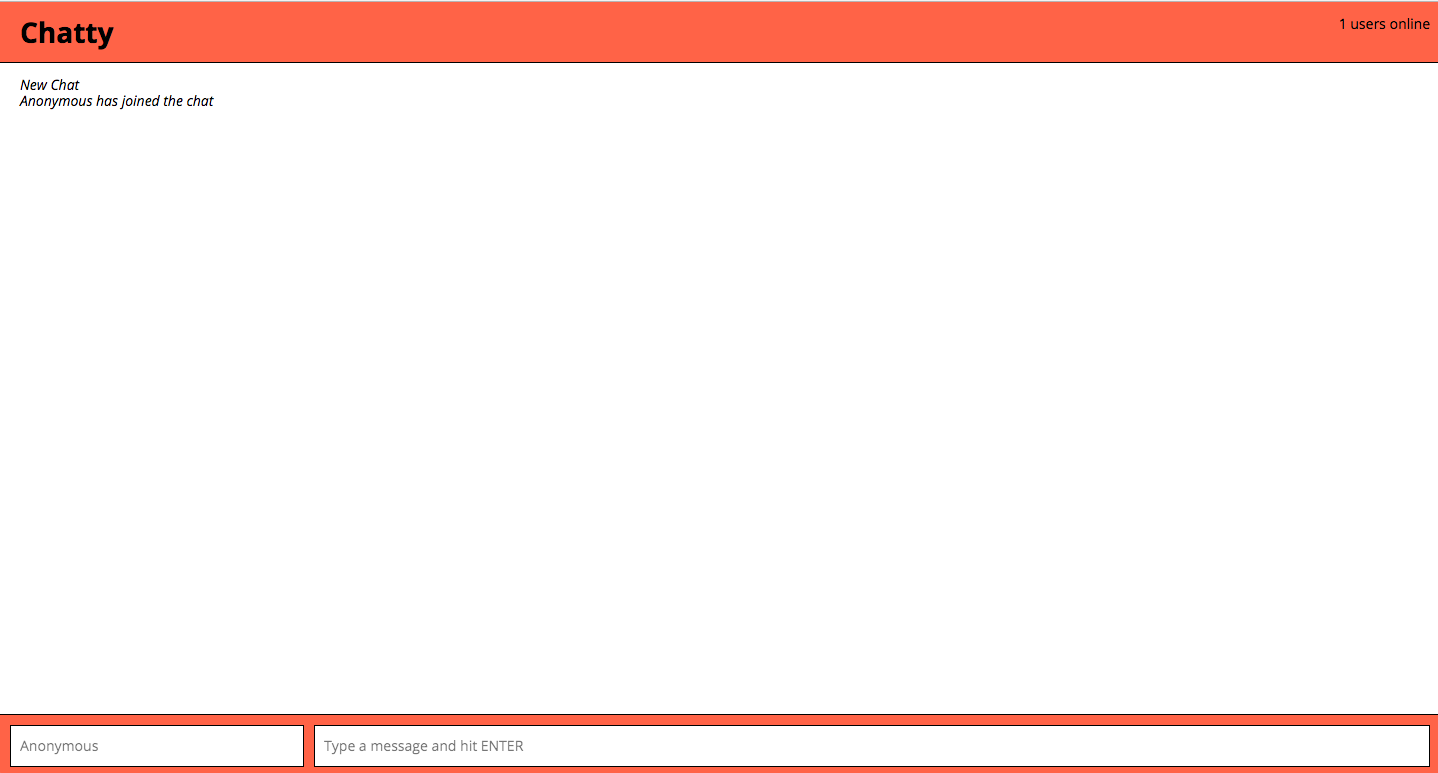 Chatty
1 users online
New Chat
Anonymous has joined the chat
Anonymous
Type a message and hit ENTER